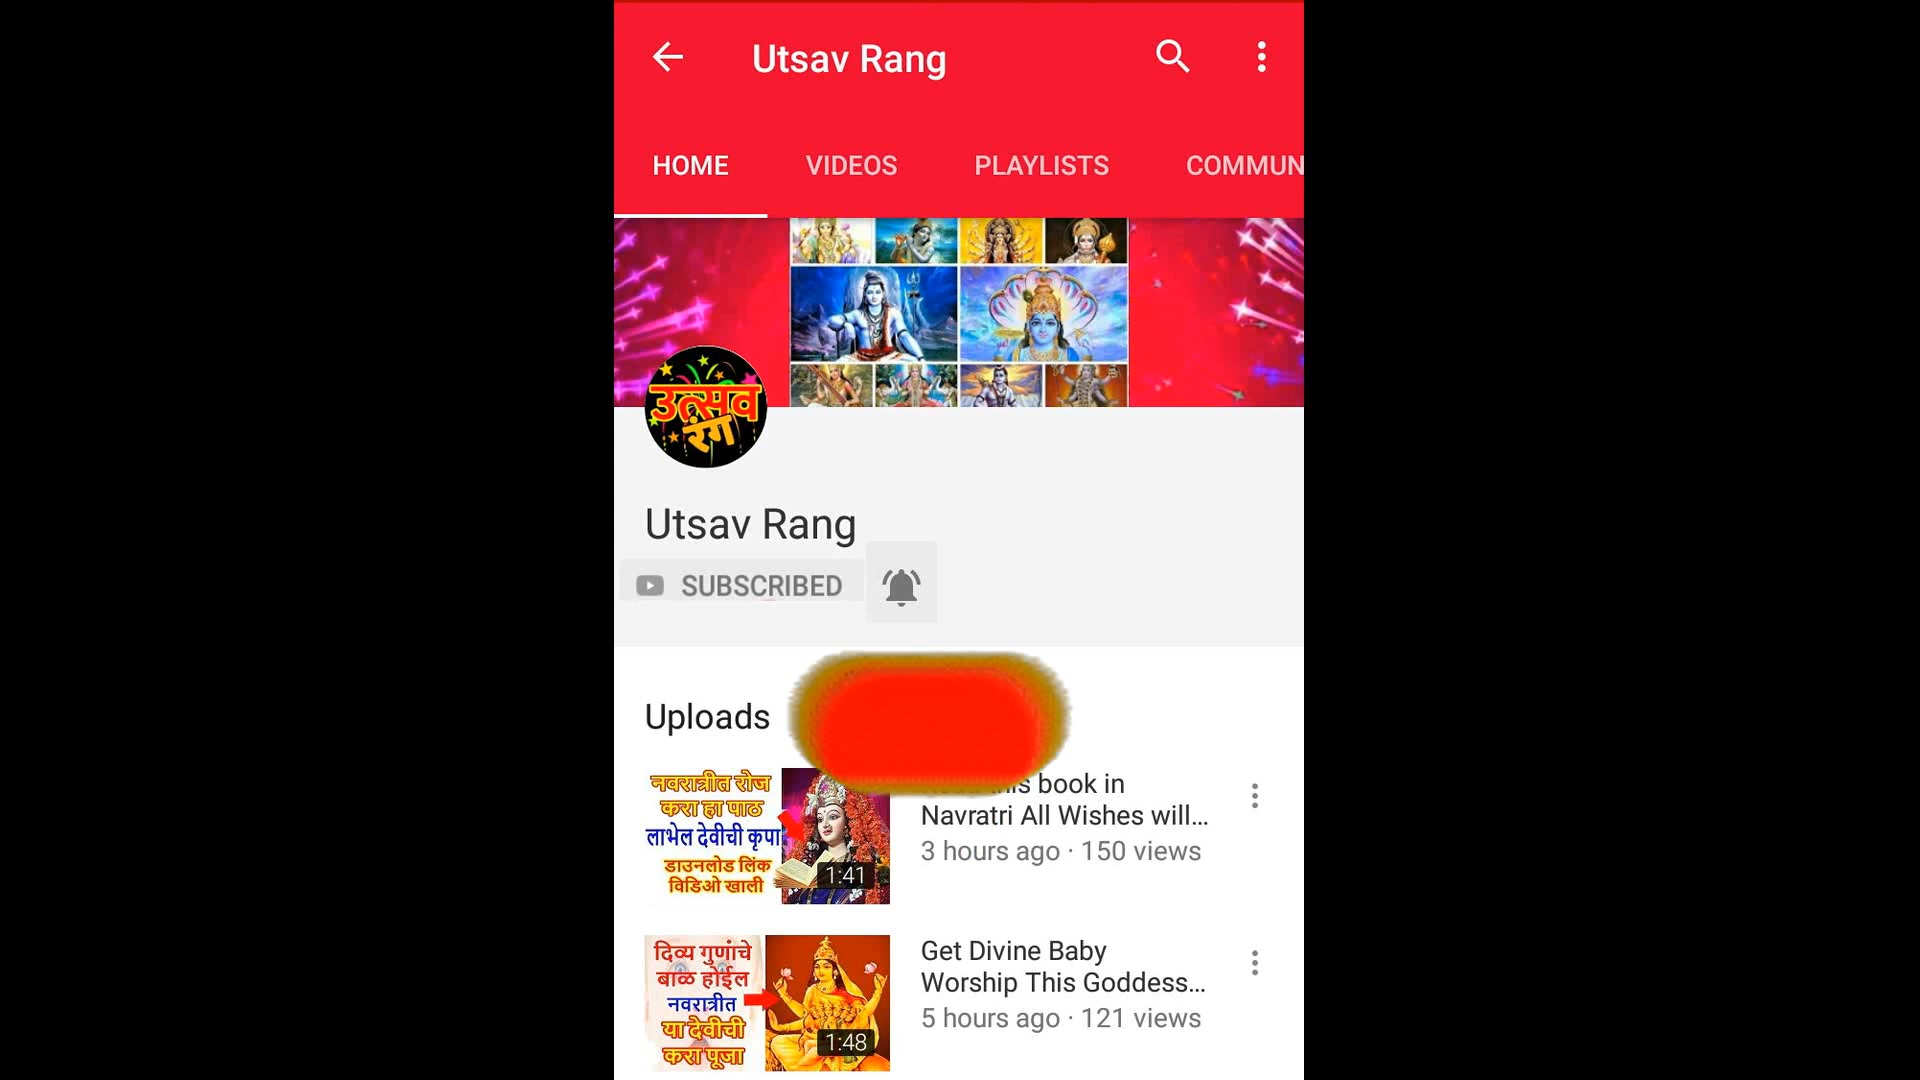 Utsav Rang
HOME VIDEOS PLAYLISTS COMMUN
उत्सव
रंग
Utsav Rang
SUBSCRIBED
Uploads
नवरात्रीत रोज
करा हा पाठ
लाभेल देवीची कृपा
डाउनलोड लिंक
विडिओ खाली
1:41
this book in
Navratri All Wishes will...
3 hours ago · 150 views
दिव्य गुणांचे
बाळ होईल
नवरात्रीत
या देवीची
करा पूजा
1:48
Get Divine Baby
Worship This Goddess...
5 hours ago · 121 views